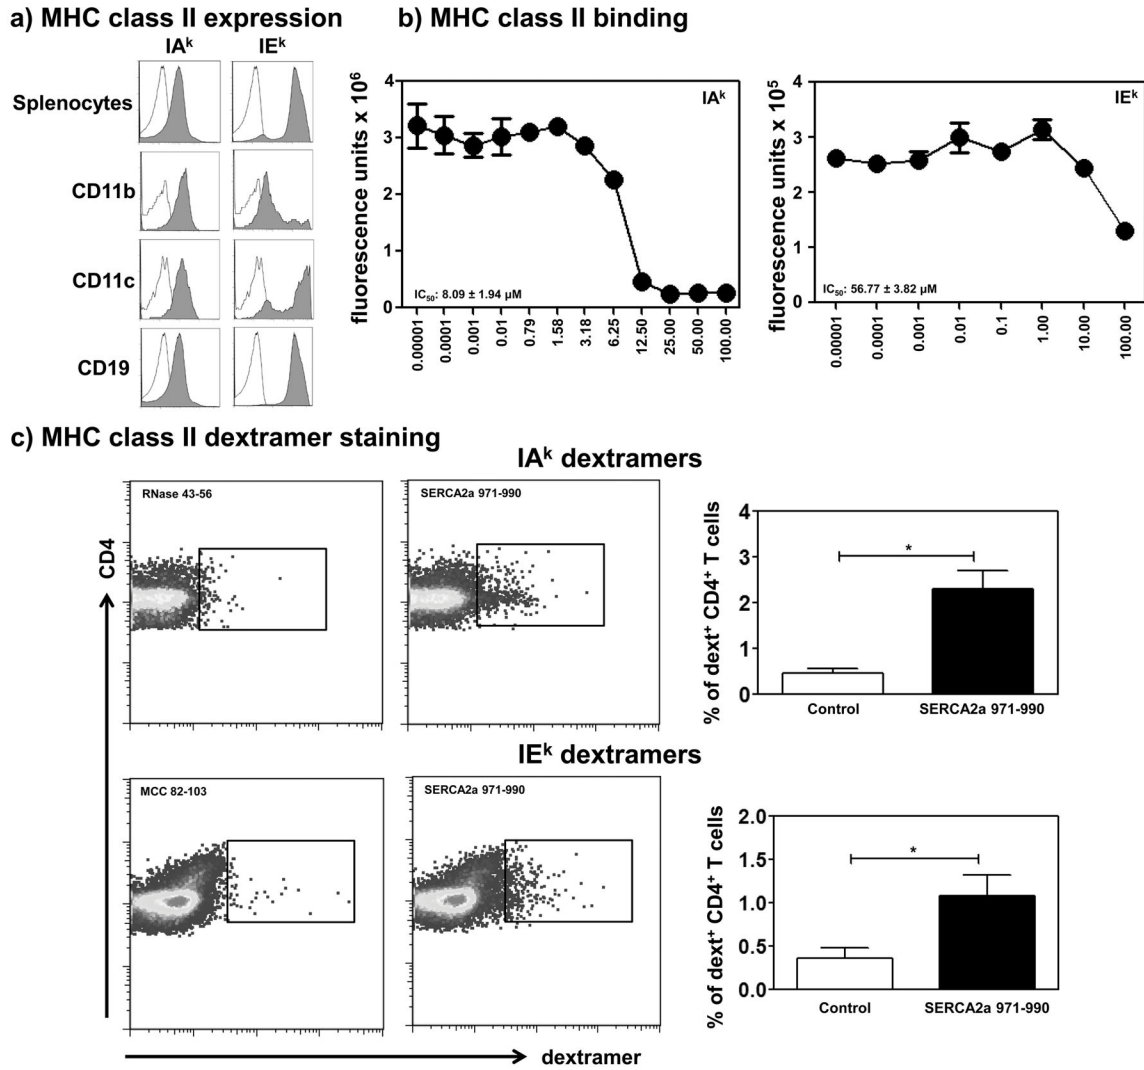 a) MHC class II expression
IAᵏ IEᵏ
Splenocytes
CD11b
CD11c
CD19
b) MHC class II binding
fluorescence units x 10⁶
4
3
2
1
0
IAᵏ
IC₅₀: 8.09 ± 1.94 µM
0.00001 0.0001 0.001 0.01 0.79 1.58 3.18 6.25 12.50 25.00 50.00 100.00
fluorescence units x 10⁵
4
3
2
1
0
IEᵏ
IC₅₀: 56.77 ± 3.82 µM
0.00001 0.0001 0.001 0.01 0.1 1.00 10.00 100.00
c) MHC class II dextramer staining
IAᵏ dextramers
CD4
RNase 43-56
SERCA2a 971-990
% of dext⁺ CD4⁺ T cells
4
3
2
1
0
*
Control SERCA2a 971-990
IEᵏ dextramers
MCC 82-103
SERCA2a 971-990
% of dext⁺ CD4⁺ T cells
2.0
1.5
1.0
0.5
0.0
*
Control SERCA2a 971-990
dextramer